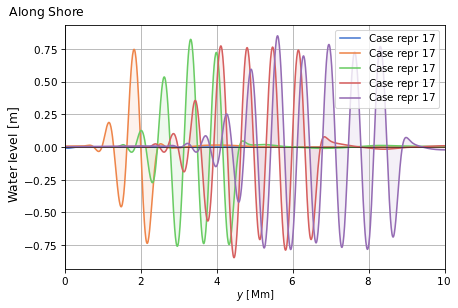 Along Shore
Water level [m]
0.75
0.50
0.25
0.00
−0.25
−0.50
−0.75
Case repr 17
Case repr 17
Case repr 17
Case repr 17
Case repr 17
0 2 4 6 8 10
y [Mm]